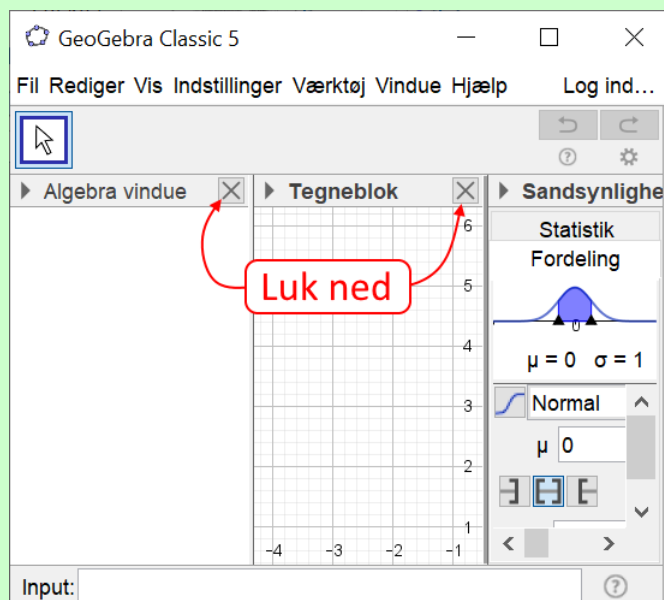 GeoGebra Classic 5
Fil Rediger Vis Indstillinger Værktøj Vindue Hjælp Log ind...
Algebra vindue
Tegneblok
Sandsynlighe
Luk ned
6
5
4
3
2
1
-4 -3 -2 -1
Statistik
Fordeling
0
μ = 0 σ = 1
Normal
μ 0
Input: